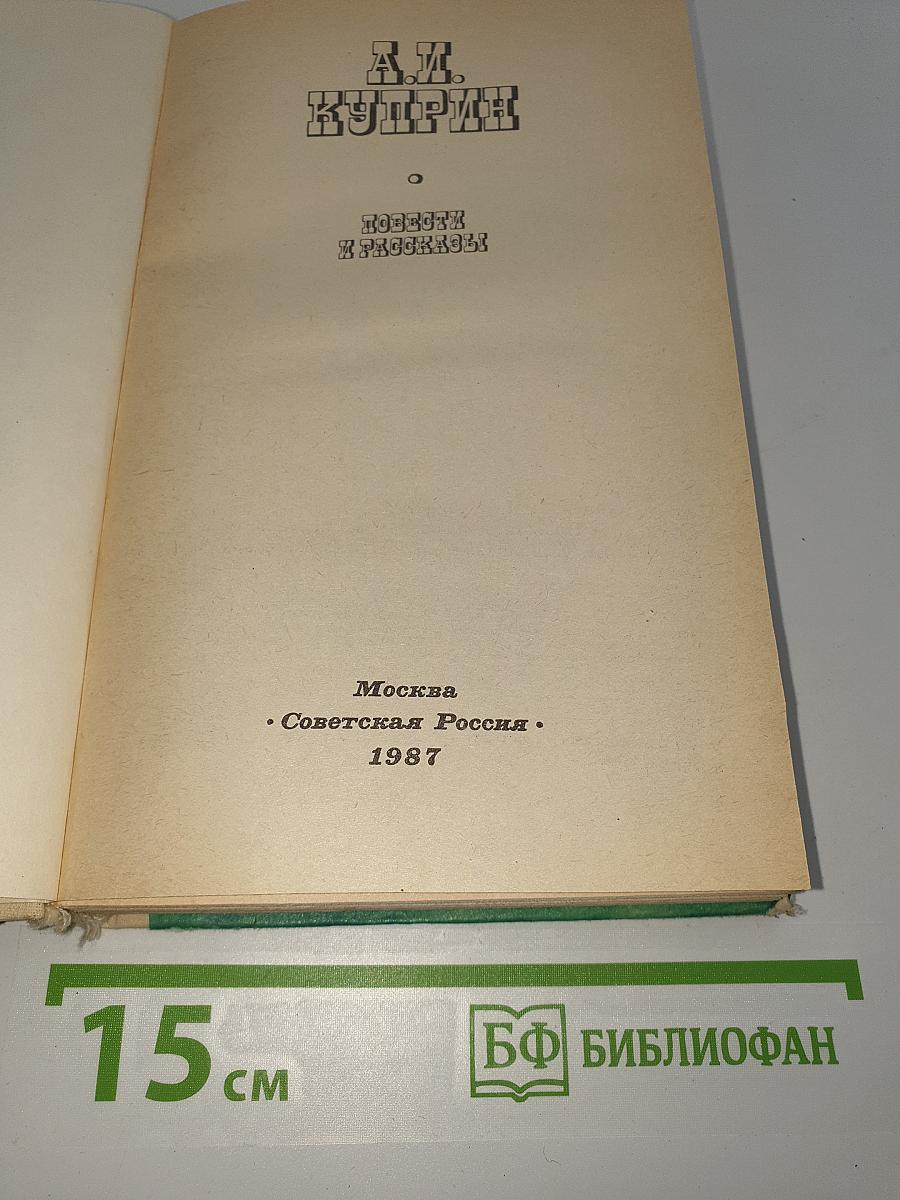 А.И.
КУПРИН
ПОВЕСТИ
И РАССКАЗЫ
Москва
• Советская Россия •
1987
15 см
БФ БИБЛИОФАН